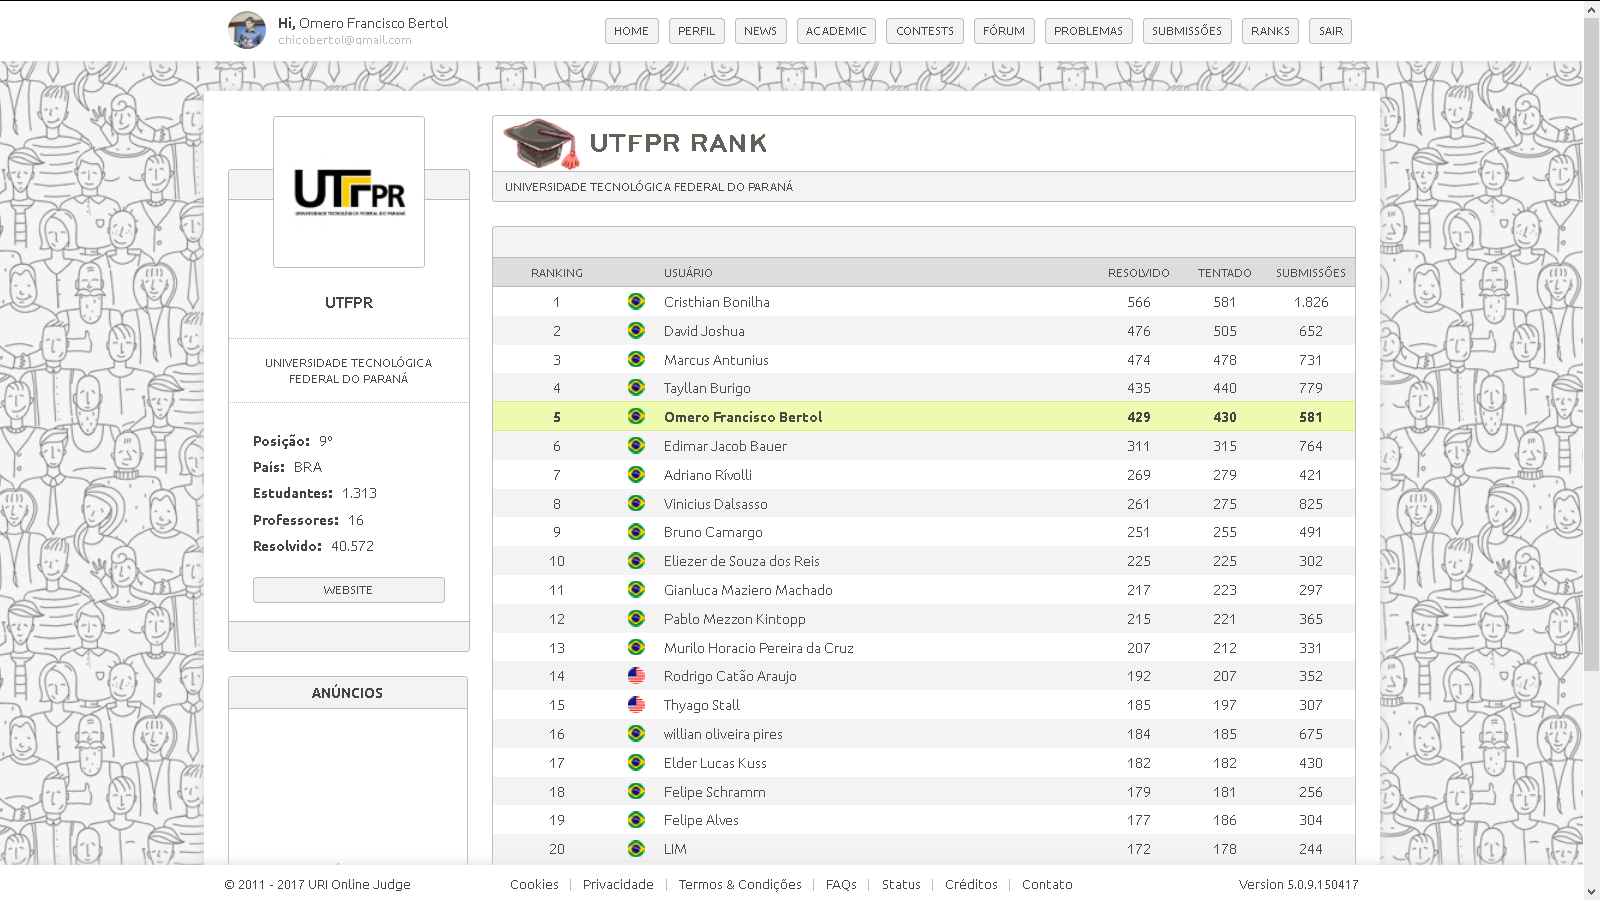 Hi, Omero Francisco Bertol
chicobertol@gmail.com
HOME PERFIL NEWS ACADEMIC CONTESTS FÓRUM PROBLEMAS SUBMISSÕES RANKS SAIR
UTFPR
UNIVERSIDADE TECNOLÓGICA FEDERAL DO PARANÁ
UTFPR
UNIVERSIDADE TECNOLÓGICA
FEDERAL DO PARANÁ
Posição: 9º
País: BRA
Estudantes: 1.313
Professores: 16
Resolvido: 40.572
WEBSITE
ANÚNCIOS
UTFPR RANK
UNIVERSIDADE TECNOLÓGICA FEDERAL DO PARANÁ
RANKING USUÁRIO RESOLVIDO TENTADO SUBMISSÕES
1 Cristhian Bonilha 566 581 1.826
2 David Joshua 476 505 652
3 Marcus Antunius 474 478 731
4 Tayllan Burigo 435 440 779
5 Omero Francisco Bertol 429 430 581
6 Edimar Jacob Bauer 311 315 764
7 Adriano Rívolli 269 279 421
8 Vinicius Dalsasso 261 275 825
9 Bruno Camargo 251 255 491
10 Eliezer de Souza dos Reis 225 225 302
11 Gianluca Maziero Machado 217 223 297
12 Pablo Mezzon Kintopp 215 221 365
13 Murilo Horacio Pereira da Cruz 207 212 331
14 Rodrigo Catão Araujo 192 207 352
15 Thyago Stall 185 197 307
16 willian oliveira pires 184 185 675
17 Elder Lucas Kuss 182 182 430
18 Felipe Schramm 179 181 256
19 Felipe Alves 177 186 304
20 LIM 172 178 244
© 2011 - 2017 URI Online Judge
Cookies | Privacidade | Termos & Condições | FAQs | Status | Créditos | Contato
Version 5.0.9.150417